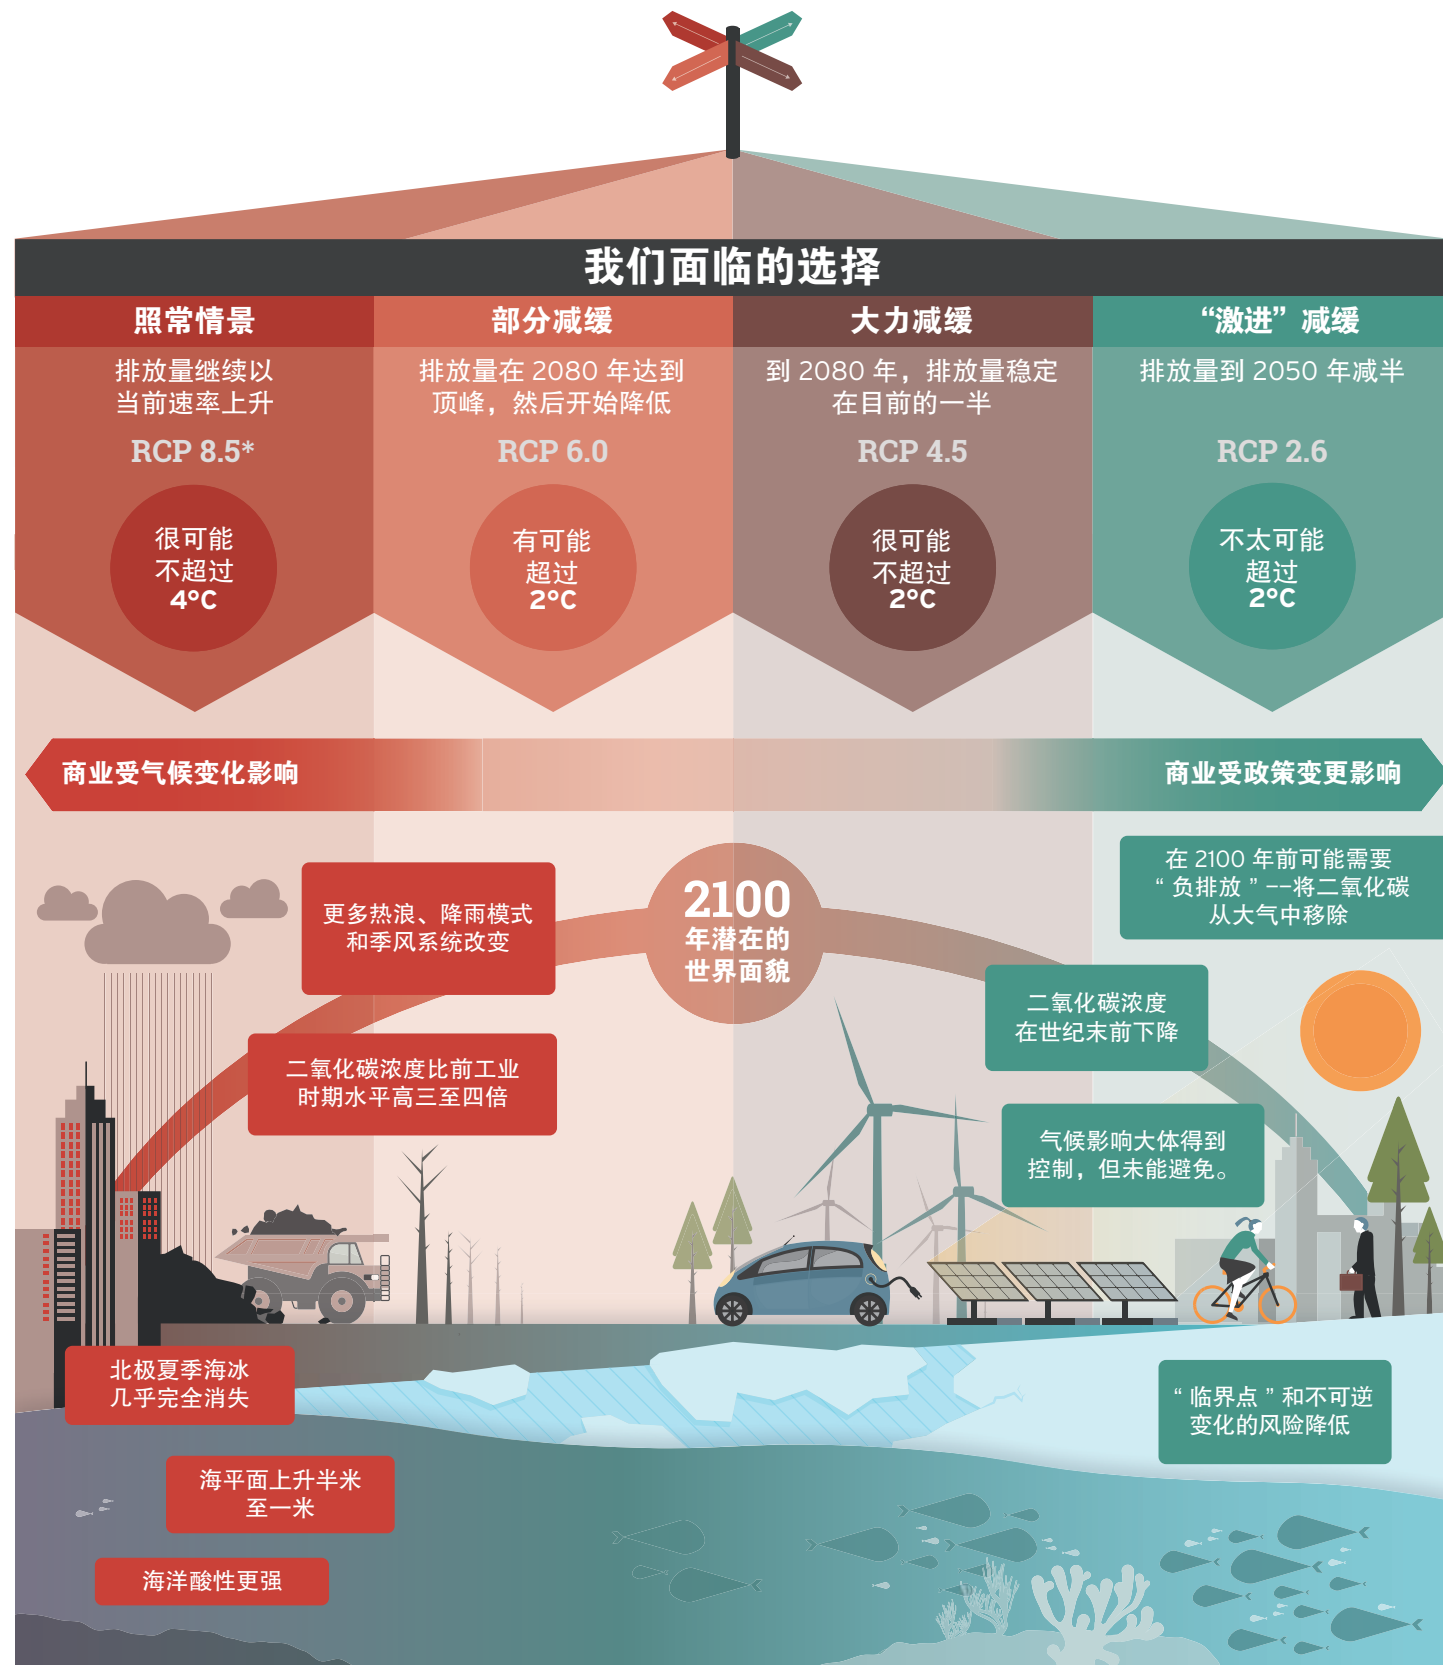 我们面临的选择
照常情景
排放量继续以
当前速率上升
RCP 8.5*
很可能
不超过
4°C
部分减缓
排放量在 2080 年达到
顶峰，然后开始降低
RCP 6.0
有可能
超过
2°C
大力减缓
到 2080 年，排放量稳定
在目前的一半
RCP 4.5
很可能
不超过
2°C
“激进”减缓
排放量到 2050 年减半
RCP 2.6
不太可能
超过
2°C
商业受气候变化影响
商业受政策变更影响
2100
年潜在的
世界面貌
更多热浪、降雨模式
和季风系统改变
二氧化碳浓度比前工业
时期水平高三至四倍
北极夏季海冰
几乎完全消失
海平面上升半米
至一米
海洋酸性更强
在 2100 年前可能需要
“ 负排放 ” --将二氧化碳
从大气中移除
二氧化碳浓度
在世纪末前下降
气候影响大体得到
控制，但未能避免。
“ 临界点 ” 和不可逆
变化的风险降低